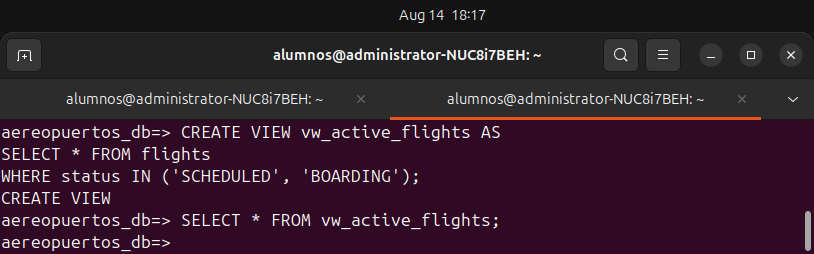 Aug 14 18:17
alumnos@administrator-NUC8i7BEH: ~
alumnos@administrator-NUC8i7BEH: ~
alumnos@administrator-NUC8i7BEH: ~
aereopuertos_db=> CREATE VIEW vw_active_flights AS
SELECT * FROM flights
WHERE status IN ('SCHEDULED', 'BOARDING');
CREATE VIEW
aereopuertos_db=> SELECT * FROM vw_active_flights;
aereopuertos_db=>